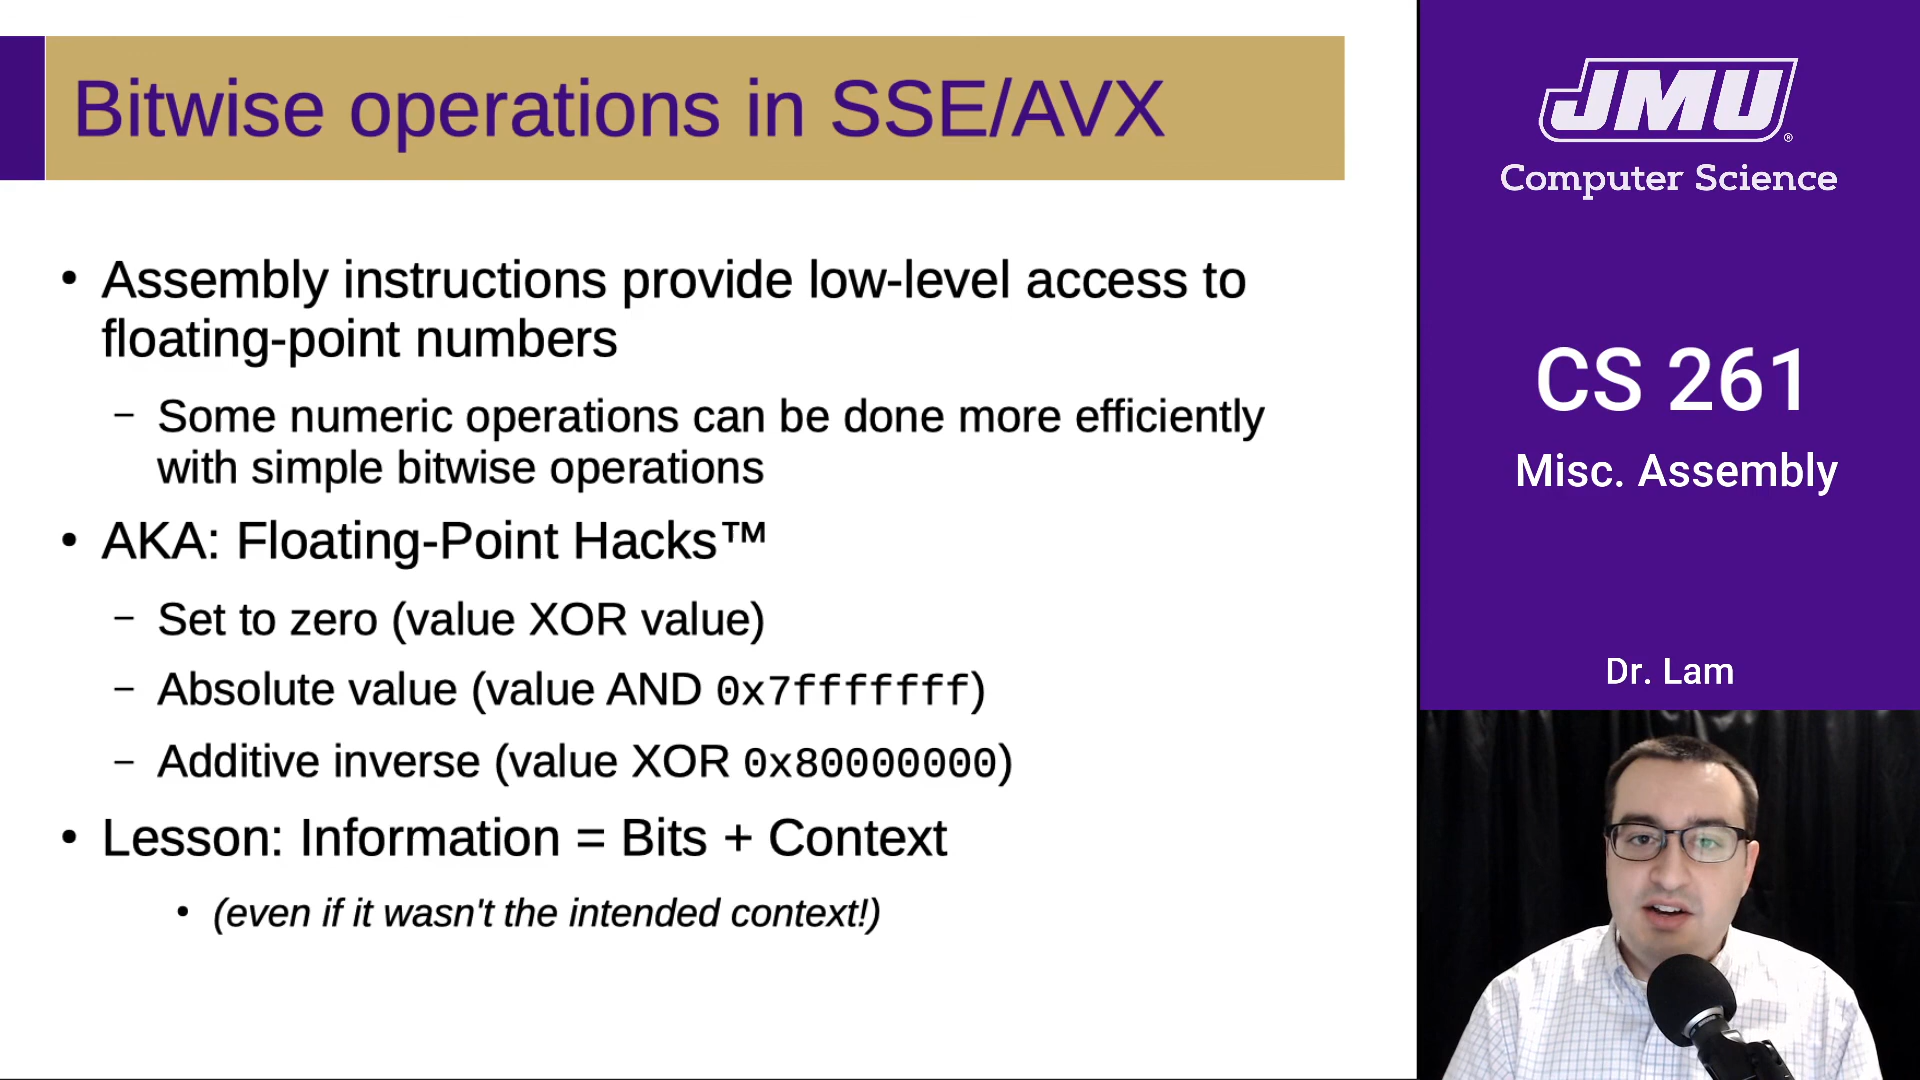 Bitwise operations in SSE/AVX
• Assembly instructions provide low-level access to
floating-point numbers
– Some numeric operations can be done more efficiently
with simple bitwise operations
• AKA: Floating-Point Hacks™
– Set to zero (value XOR value)
– Absolute value (value AND 0x7fffffff)
– Additive inverse (value XOR 0x80000000)
• Lesson: Information = Bits + Context
• (even if it wasn't the intended context!)
JMU®
Computer Science
CS 261
Misc. Assembly
Dr. Lam